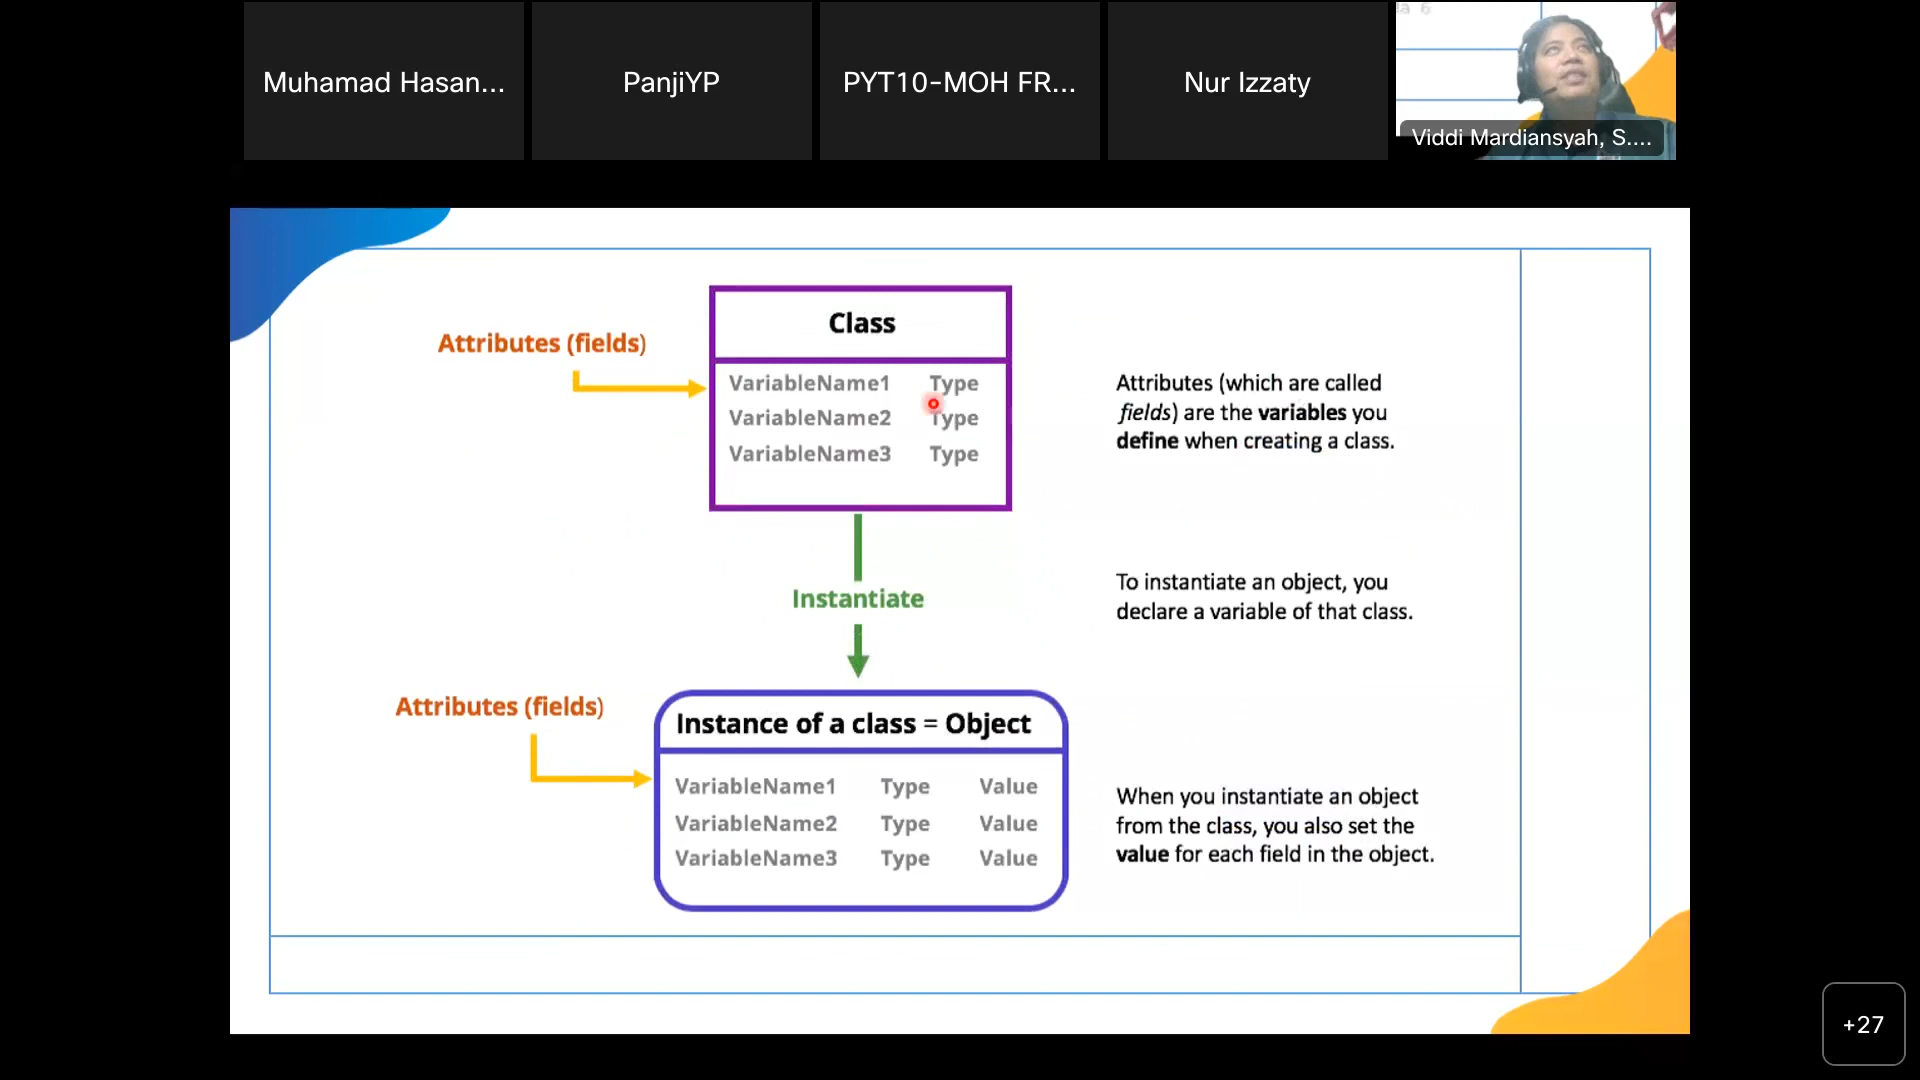 Muhamad Hasan...
PanjiYP
PYT10-MOH FR...
Nur Izzaty
Viddi Mardiansyah, S....
Class
Attributes (fields)
VariableName1 Type
VariableName2 Type
VariableName3 Type
Attributes (which are called
fields) are the variables you
define when creating a class.
Instantiate
To instantiate an object, you
declare a variable of that class.
Attributes (fields)
Instance of a class = Object
VariableName1 Type Value
VariableName2 Type Value
VariableName3 Type Value
When you instantiate an object
from the class, you also set the
value for each field in the object.
+27